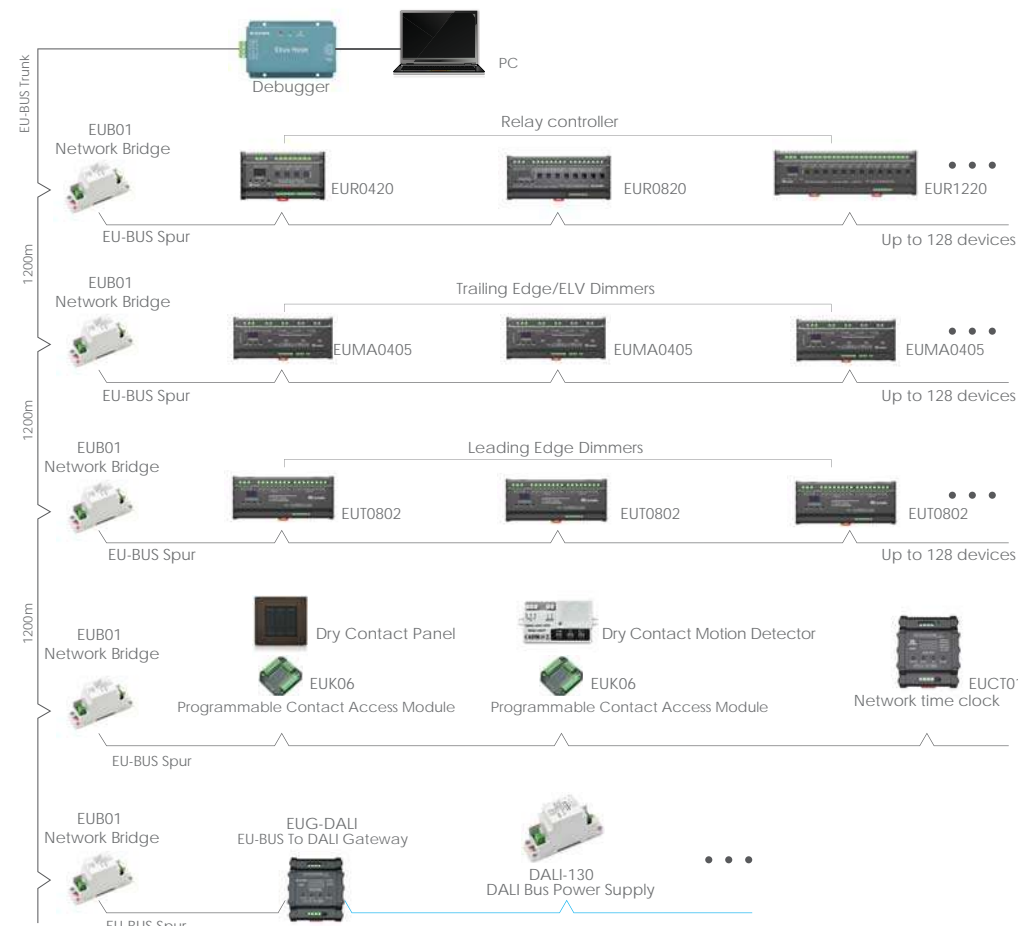 EU-BUS Trunk
Debugger
PC
EUB01
Network Bridge
Relay controller
EUR0420
EUR0820
EUR1220
EU-BUS Spur
Up to 128 devices
1200m
EUB01
Network Bridge
Trailing Edge/ELV Dimmers
EUMA0405
EUMA0405
EUMA0405
EU-BUS Spur
Up to 128 devices
1200m
EUB01
Network Bridge
Leading Edge Dimmers
EUT0802
EUT0802
EUT0802
EU-BUS Spur
Up to 128 devices
1200m
EUB01
Network Bridge
Dry Contact Panel
Dry Contact Motion Detector
EUK06
Programmable Contact Access Module
EUK06
Programmable Contact Access Module
EUCT01
Network time clock
EU-BUS Spur
EUB01
Network Bridge
EUG-DALI
EU-BUS To DALI Gateway
DALI-130
DALI Bus Power Supply
EU-BUS Spur